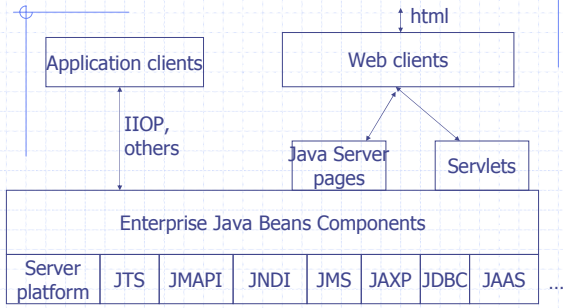 html
Application clients
Web clients
IIOP,
others
Java Server
pages
Servlets
Enterprise Java Beans Components
Server
platform
JTS
JMAPI
JNDI
JMS
JAXP
JDBC
JAAS
...